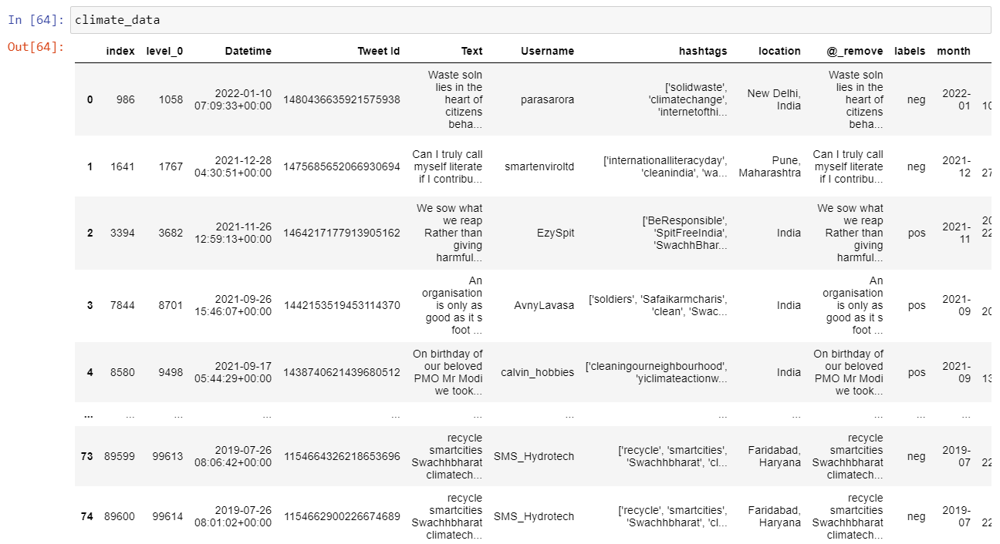 In [64]: climate_data
Out[64]:
index level_0 Datetime Tweet Id Text Username hashtags location @_remove labels month
0 986 1058 2022-01-10 07:09:33+00:00 1480436635921575938 Waste soln lies in the heart of citizens beha... parasarora ['solidwaste', 'climatechange', 'internetofthi... New Delhi, India Waste soln lies in the heart of citizens beha... neg 2022-01 10
1 1641 1767 2021-12-28 04:30:51+00:00 1475685652066930694 Can I truly call myself literate if I contribu... smartenviroltd ['internationalliteracyday', 'cleanindia', 'wa... Pune, Maharashtra Can I truly call myself literate if I contribu... neg 2021-12 27
2 3394 3682 2021-11-26 12:59:13+00:00 1464217177913905162 We sow what we reap Rather than giving harmful... EzySpit ['BeResponsible', 'SpitFreeIndia', 'SwachhBhar... India We sow what we reap Rather than giving harmful... pos 2021-11 20 22
3 7844 8701 2021-09-26 15:46:07+00:00 1442153519453114370 An organisation is only as good as it s foot ... AvnyLavasa ['soldiers', 'Safaikarmcharis', 'clean', 'Swac... India An organisation is only as good as it s foot ... pos 2021-09 20
4 8580 9498 2021-09-17 05:44:29+00:00 1438740621439680512 On birthday of our beloved PMO Mr Modi we took... calvin_hobbies ['cleaningourneighbourhood', 'yiclimateactionw... India On birthday of our beloved PMO Mr Modi we took... pos 2021-09 13
... ... ... ... ... ... ... ... ... ... ... ...
73 89599 99613 2019-07-26 08:06:42+00:00 1154664326218653696 recycle smartcities Swachhbharat climatech... SMS_Hydrotech ['recycle', 'smartcities', 'Swachhbharat', 'cl... Faridabad, Haryana recycle smartcities Swachhbharat climatech... neg 2019-07 22
74 89600 99614 2019-07-26 08:01:02+00:00 1154662900226674689 recycle smartcities Swachhbharat climatech... SMS_Hydrotech ['recycle', 'smartcities', 'Swachhbharat', 'cl... Faridabad, Haryana recycle smartcities Swachhbharat climatech... neg 2019-07 22